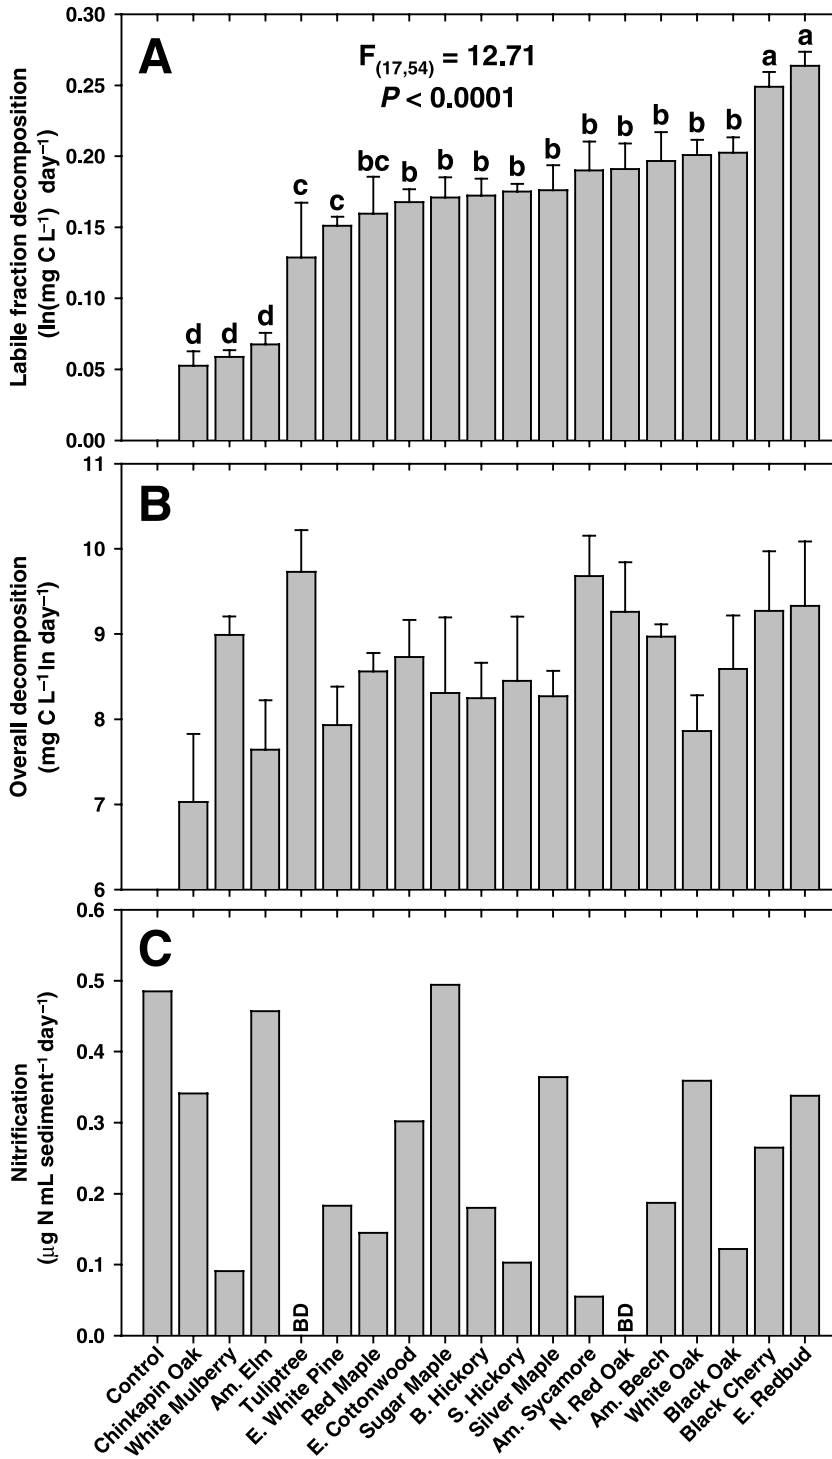 0.30
0.25
0.20
0.15
0.10
0.05
0.00
Labile fraction decomposition
(ln(mg C L⁻¹) day⁻¹)
A
F(17,54) = 12.71
P < 0.0001
d d d c c bc b b b b b b b b b b a a
11
10
9
8
7
6
Overall decomposition
(mg C L⁻¹ ln day⁻¹)
B
0.6
0.5
0.4
0.3
0.2
0.1
0.0
Nitrification
(μg N mL sediment⁻¹ day⁻¹)
C
BD
BD
Control
Chinkapin Oak
White Mulberry
Am. Elm
Tuliptree
E. White Pine
Red Maple
E. Cottonwood
Sugar Maple
B. Hickory
S. Hickory
Silver Maple
Am. Sycamore
N. Red Oak
Am. Beech
White Oak
Black Oak
Black Cherry
E. Redbud